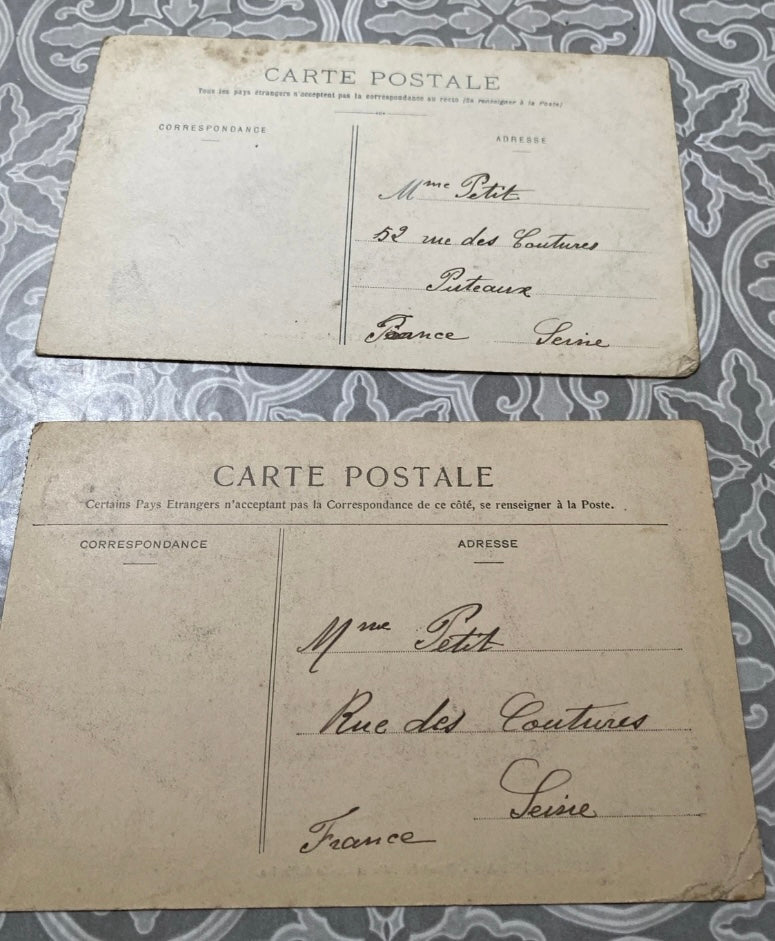 CARTE POSTALE
Tous les pays étrangers n'acceptent pas la correspondance au recto (Se renseigner à la Poste)
CORRESPONDANCE
ADRESSE
Mme Petit
52 rue des Coutures
Puteaux
France Seine
CARTE POSTALE
Certains Pays Etrangers n'acceptant pas la Correspondance de ce côté, se renseigner à la Poste.
CORRESPONDANCE
ADRESSE
Mme Petit
Rue des Coutures
Seine
France